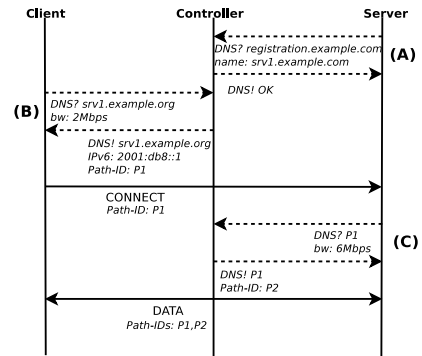 Client Controller Server
DNS? registration.example.com
name: srv1.example.com
(A)
DNS! OK
DNS? srv1.example.org
bw: 2Mbps
(B)
DNS! srv1.example.org
IPv6: 2001:db8::1
Path-ID: P1
CONNECT
Path-ID: P1
DNS? P1
bw: 6Mbps
(C)
DNS! P1
Path-ID: P2
DATA
Path-IDs: P1,P2